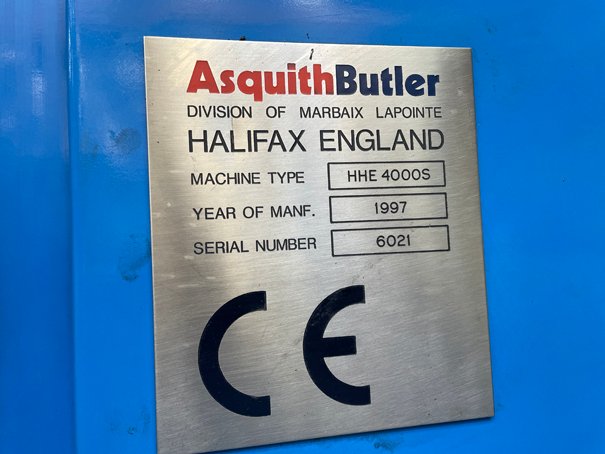 AsquithButler
DIVISION OF MARBAIX LAPOINTE
HALIFAX ENGLAND
MACHINE TYPE HHE 4000S
YEAR OF MANF. 1997
SERIAL NUMBER 6021
CE